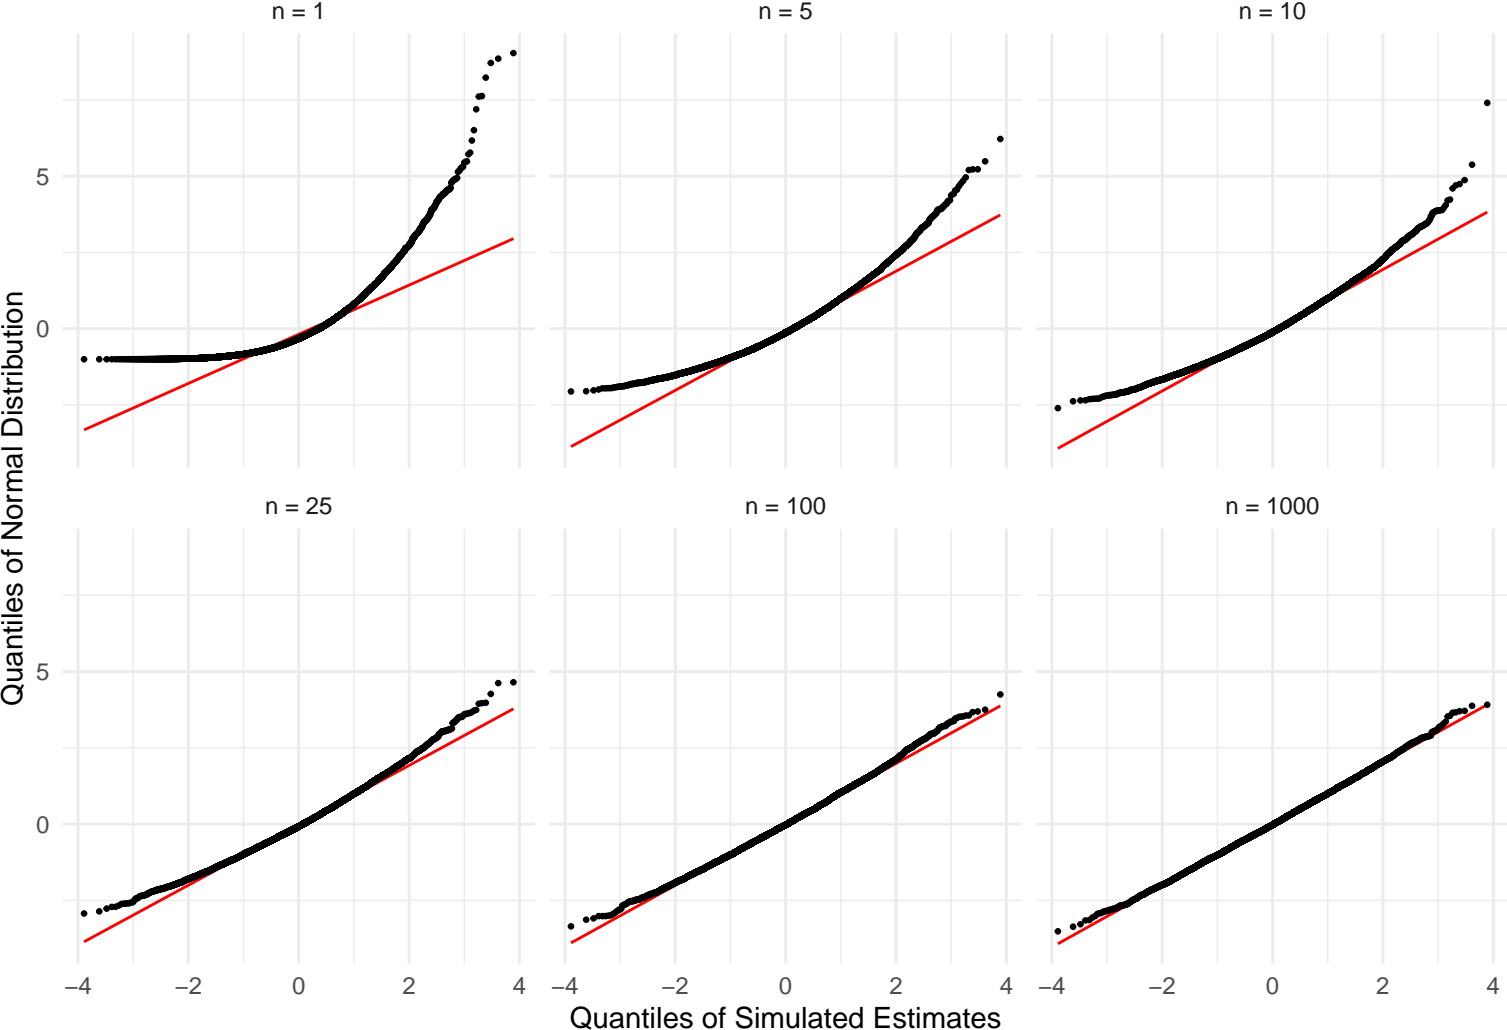 n = 1
n = 5
n = 10
5
0
Quantiles of Normal Distribution
n = 25
n = 100
n = 1000
5
0
−4 −2 0 2 4
−4 −2 0 2 4
−4 −2 0 2 4
Quantiles of Simulated Estimates